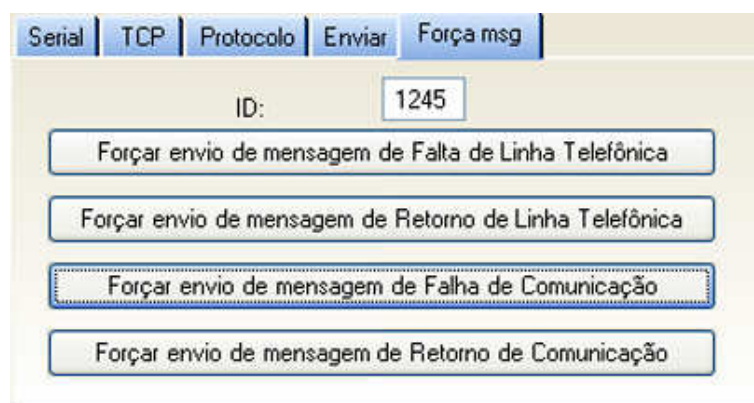 Serial TCP Protocolo Enviar Força msg
ID: 1245
Forçar envio de mensagem de Falta de Linha Telefônica
Forçar envio de mensagem de Retorno de Linha Telefônica
Forçar envio de mensagem de Falha de Comunicação
Forçar envio de mensagem de Retorno de Comunicação